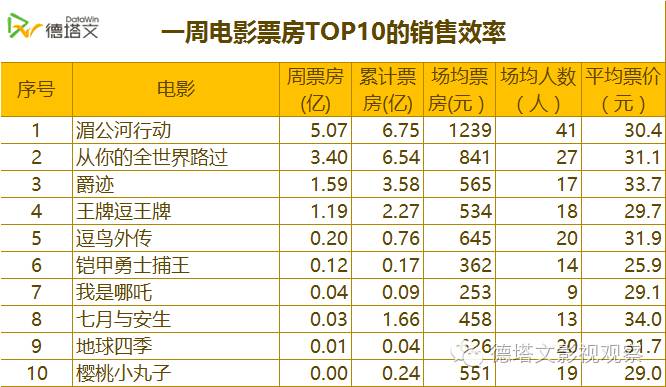 DataWin
德塔文
一周电影票房TOP10的销售效率
序号 电影 周票房(亿) 累计票房(亿) 场均票房(元) 场均人数(人) 平均票价(元)
1 湄公河行动 5.07 6.75 1239 41 30.4
2 从你的全世界路过 3.40 6.54 841 27 31.1
3 爵迹 1.59 3.58 565 17 33.7
4 王牌逗王牌 1.19 2.27 534 18 29.7
5 逗鸟外传 0.20 0.76 645 20 31.9
6 铠甲勇士捕王 0.12 0.17 362 14 25.9
7 我是哪吒 0.04 0.09 253 9 29.1
8 七月与安生 0.03 1.66 458 13 34.0
9 地球四季 0.01 0.04 626 20 31.7
10 樱桃小丸子 0.00 0.24 551 19 29.0
德塔文影视观察